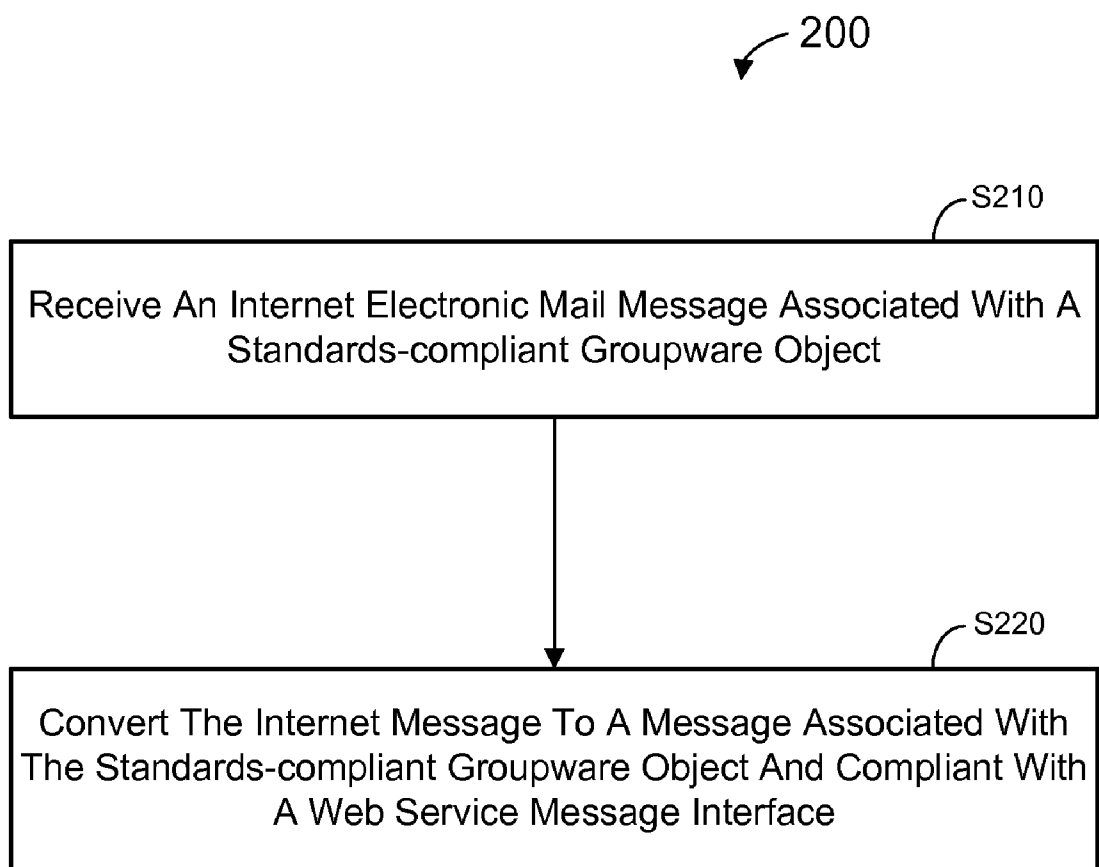 200
S210
Receive An Internet Electronic Mail Message Associated With A
Standards-compliant Groupware Object
S220
Convert The Internet Message To A Message Associated With
The Standards-compliant Groupware Object And Compliant With
A Web Service Message Interface